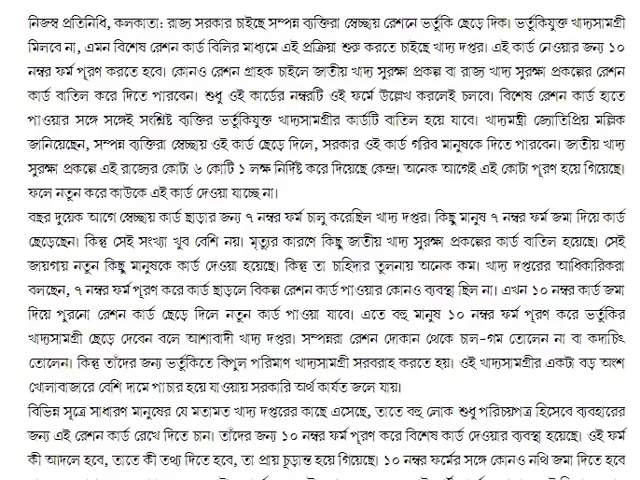 নিজস্ব প্রতিনিধি, কলকাতা: রাজ্য সরকার চাইছে সম্পন্ন ব্যক্তিরা স্বেচ্ছায় রেশনে ভর্তুকি ছেড়ে দিক। ভর্তুকিযুক্ত খাদ্যসামগ্রী
মিলবে না, এমন বিশেষ রেশন কার্ড বিলির মাধ্যমে এই প্রক্রিয়া শুরু করতে চাইছে খাদ্য দপ্তর। এই কার্ড নেওয়ার জন্য ১০
নম্বর ফর্ম পূরণ করতে হবে। কোনও রেশন গ্রাহক চাইলে জাতীয় খাদ্য সুরক্ষা প্রকল্প বা রাজ্য খাদ্য সুরক্ষা প্রকল্পের রেশন
কার্ড বাতিল করে দিতে পারবেন। শুধু ওই কার্ডের নম্বরটি ওই ফর্মে উল্লেখ করলেই চলবে। বিশেষ রেশন কার্ড হাতে
পাওয়ার সঙ্গে সঙ্গেই সংশ্লিষ্ট ব্যক্তির ভর্তুকিযুক্ত খাদ্যসামগ্রীর কার্ডটি বাতিল হয়ে যাবে। খাদ্যমন্ত্রী জ্যোতিপ্রিয় মল্লিক
জানিয়েছেন, সম্পন্ন ব্যক্তিরা স্বেচ্ছায় ওই কার্ড ছেড়ে দিলে, সরকার ওই কার্ড গরিব মানুষকে দিতে পারবেন। জাতীয় খাদ্য
সুরক্ষা প্রকল্পে এই রাজ্যের কোটা ৬ কোটি ১ লক্ষ নির্দিষ্ট করে দিয়েছে কেন্দ্র। অনেক আগেই এই কোটা পূরণ হয়ে গিয়েছে।
ফলে নতুন করে কাউকে এই কার্ড দেওয়া যাচ্ছে না।
বছর দুয়েক আগে স্বেচ্ছায় কার্ড ছাড়ার জন্য ৭ নম্বর ফর্ম চালু করেছিল খাদ্য দপ্তর। কিছু মানুষ ৭ নম্বর ফর্ম জমা দিয়ে কার্ড
ছেড়েছেন। কিন্তু সেই সংখ্যা খুব বেশি নয়। মৃত্যুর কারণে কিছু জাতীয় খাদ্য সুরক্ষা প্রকল্পের কার্ড বাতিল হয়েছে। সেই
জায়গায় নতুন কিছু মানুষকে কার্ড দেওয়া হয়েছে। কিন্তু তা চাহিদার তুলনায় অনেক কম। খাদ্য দপ্তরের আধিকারিকরা
বলছেন, ৭ নম্বর ফর্ম পূরণ করে কার্ড ছাড়লে বিকল্প রেশন কার্ড পাওয়ার কোনও ব্যবস্থা ছিল না। এখন ১০ নম্বর কার্ড জমা
দিয়ে পুরনো রেশন কার্ড ছেড়ে দিলে নতুন কার্ড পাওয়া যাবে। এতে বহু মানুষ ১০ নম্বর ফর্ম পূরণ করে ভর্তুকির
খাদ্যসামগ্রী ছেড়ে দেবেন বলে আশাবাদী খাদ্য দপ্তর। সম্পন্নরা রেশন দোকান থেকে চাল-গম তোলেন না বা কদাচিৎ
তোলেন। কিন্তু তাঁদের জন্য ভর্তুকিতে বিপুল পরিমাণ খাদ্যসামগ্রী সরবরাহ করতে হয়। ওই খাদ্যসামগ্রীর একটা বড় অংশ
খোলাবাজারে বেশি দামে পাচার হয়ে যাওয়ায় সরকারি অর্থ কার্যত জলে যায়।
বিভিন্ন সূত্রে সাধারণ মানুষের যে মতামত খাদ্য দপ্তরের কাছে এসেছে, তাতে বহু লোক শুধু পরিচয়পত্র হিসেবে ব্যবহারের
জন্য এই রেশন কার্ড রেখে দিতে চান। তাঁদের জন্য ১০ নম্বর ফর্ম পূরণ করে বিশেষ কার্ড দেওয়ার ব্যবস্থা হয়েছে। ওই ফর্ম
কী আদলে হবে, তাতে কী তথ্য দিতে হবে, তা প্রায় চূড়ান্ত হয়ে গিয়েছে। ১০ নম্বর ফর্মের সঙ্গে কোনও নথি জমা দিতে হবে